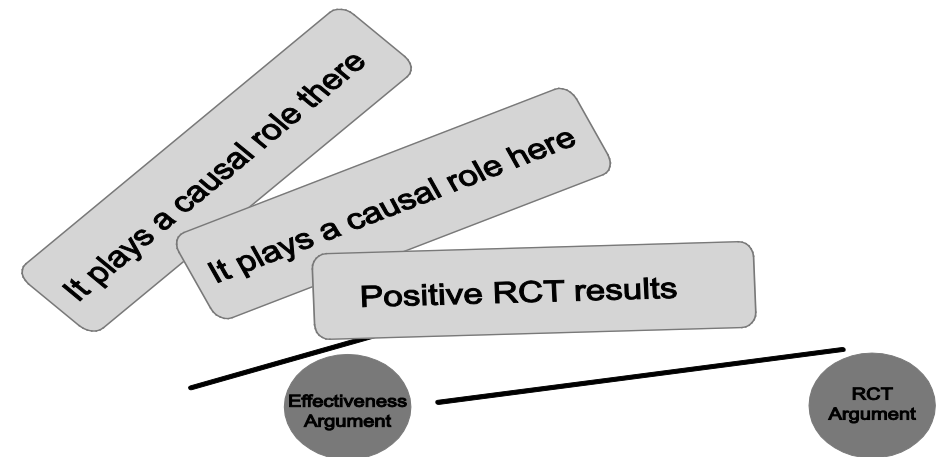 It plays a causal role there
It plays a causal role here
Positive RCT results
Effectiveness
Argument
RCT
Argument